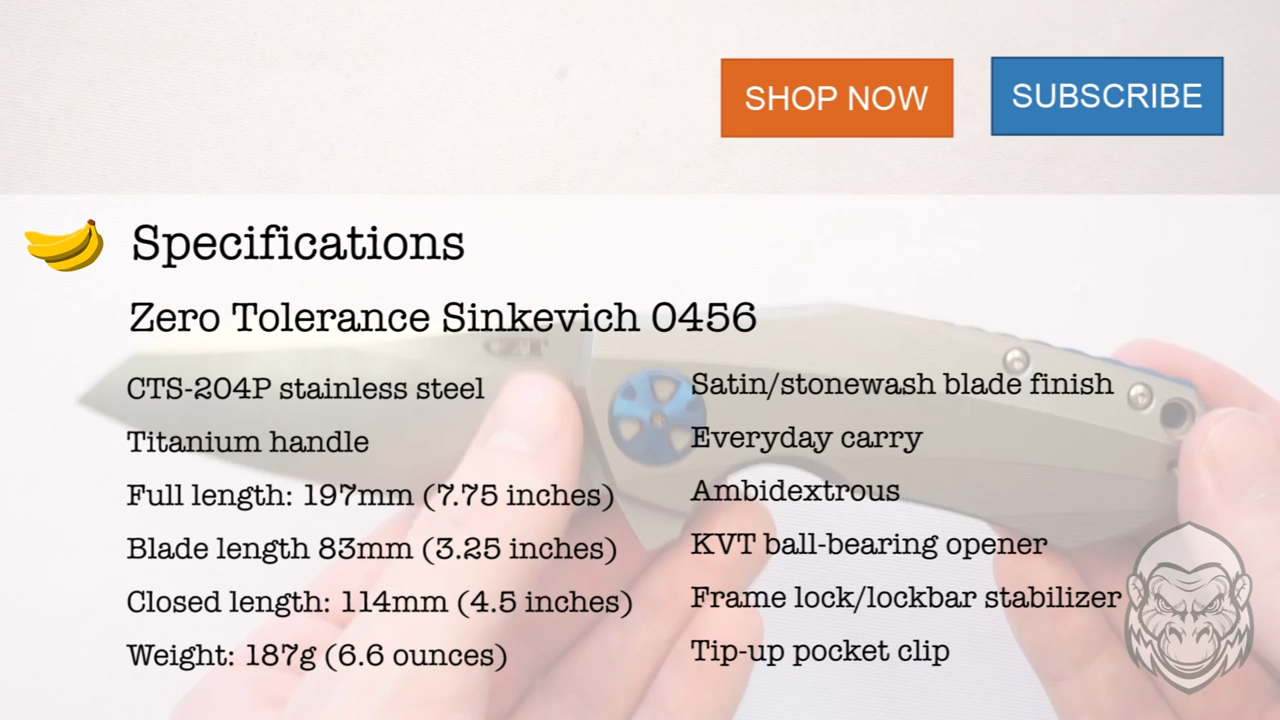 SHOP NOW
SUBSCRIBE
Specifications
Zero Tolerance Sinkevich 0456
CTS-204P stainless steel
Titanium handle
Full length: 197mm (7.75 inches)
Blade length 83mm (3.25 inches)
Closed length: 114mm (4.5 inches)
Weight: 187g (6.6 ounces)
Satin/stonewash blade finish
Everyday carry
Ambidextrous
KVT ball-bearing opener
Frame lock/lockbar stabilizer
Tip-up pocket clip